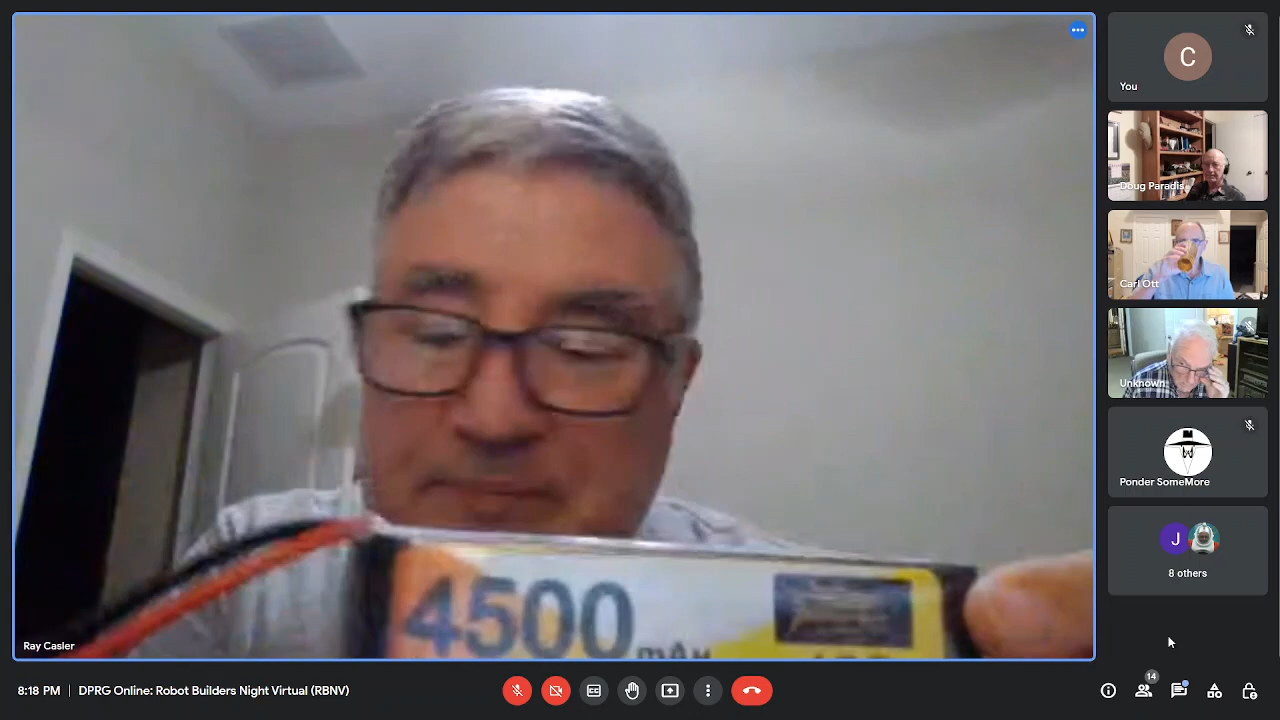 C
You
Doug Paradis
Carl Ott
Unknown
Ponder SomeMore
J
8 others
4500
mAH
Ray Casler
8:18 PM | DPRG Online: Robot Builders Night Virtual (RBNV)
14